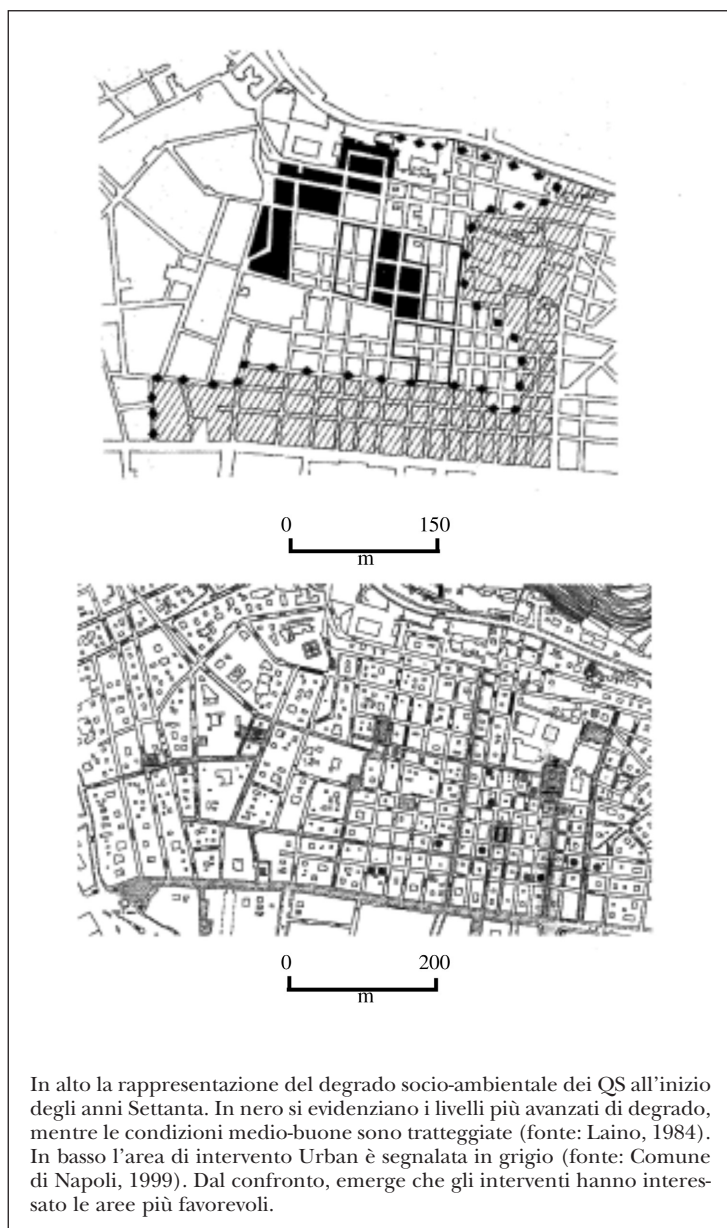 0 150
m
0 200
m
In alto la rappresentazione del degrado socio-ambientale dei QS all'inizio
degli anni Settanta. In nero si evidenziano i livelli più avanzati di degrado,
mentre le condizioni medio-buone sono tratteggiate (fonte: Laino, 1984).
In basso l'area di intervento Urban è segnalata in grigio (fonte: Comune
di Napoli, 1999). Dal confronto, emerge che gli interventi hanno interes-
sato le aree più favorevoli.